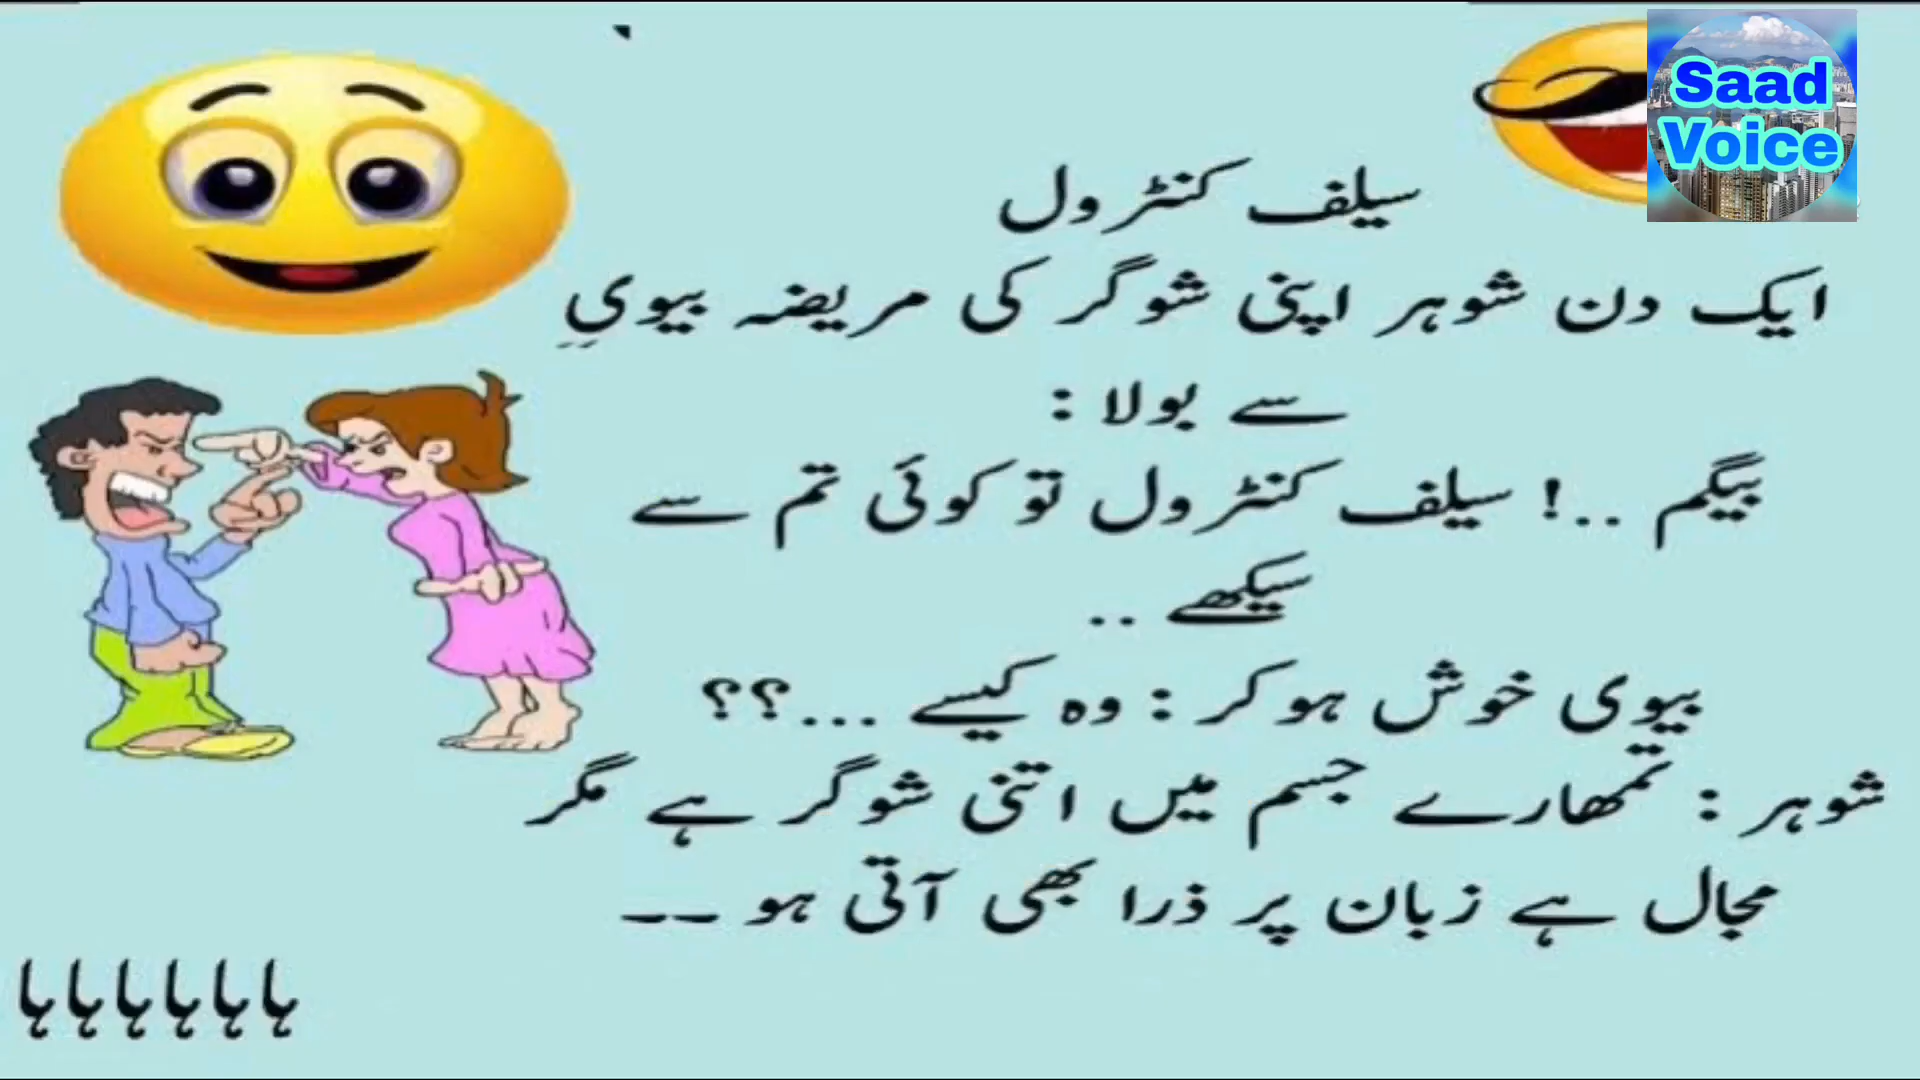 Saad
Voice
سیلف کنٹرول
ایک دن شوہر اپنی شوگر کی مریضہ بیوی
سے بولا :
بیگم ..! سیلف کنٹرول تو کوئی تم سے
سیکھے ..
بیوی خوش ہوکر : وہ کیسے ...؟؟
شوہر : تمھارے جسم میں اتنی شوگر ہے مگر
مجال ہے زبان پر ذرا بھی آتی ہو --
ہاہاہاہاہاہا